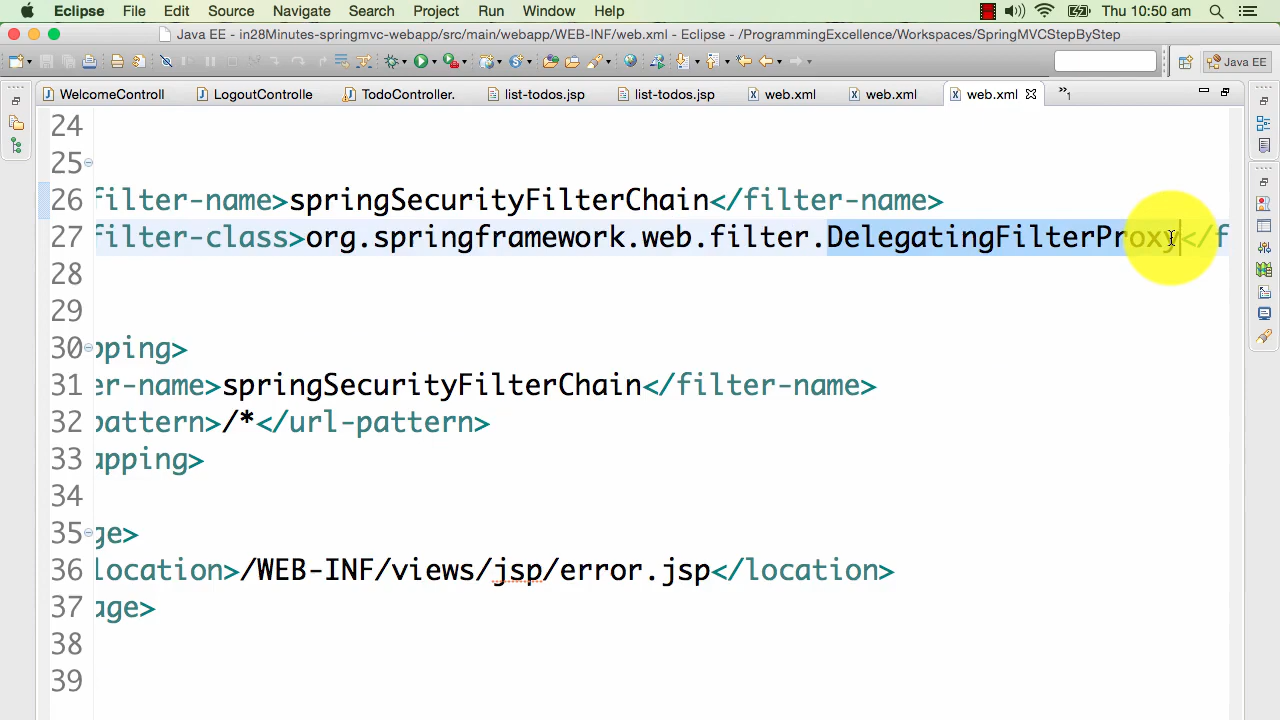 Eclipse File Edit Source Navigate Search Project Run Window Help Thu 10:50 am
Java EE - in28Minutes-springmvc-webapp/src/main/webapp/WEB-INF/web.xml - Eclipse - /ProgrammingExcellence/Workspaces/SpringMVCStepByStep
Java EE
WelcomeControll LogoutControlle TodoController. list-todos.jsp list-todos.jsp web.xml web.xml web.xml »1
24
25
26 filter-name>springSecurityFilterChain</filter-name>
27 filter-class>org.springframework.web.filter.DelegatingFilterProxy</f
28
29
30 pping>
31 er-name>springSecurityFilterChain</filter-name>
32 pattern>/*</url-pattern>
33 apping>
34
35 ge>
36 location>/WEB-INF/views/jsp/error.jsp</location>
37 age>
38
39